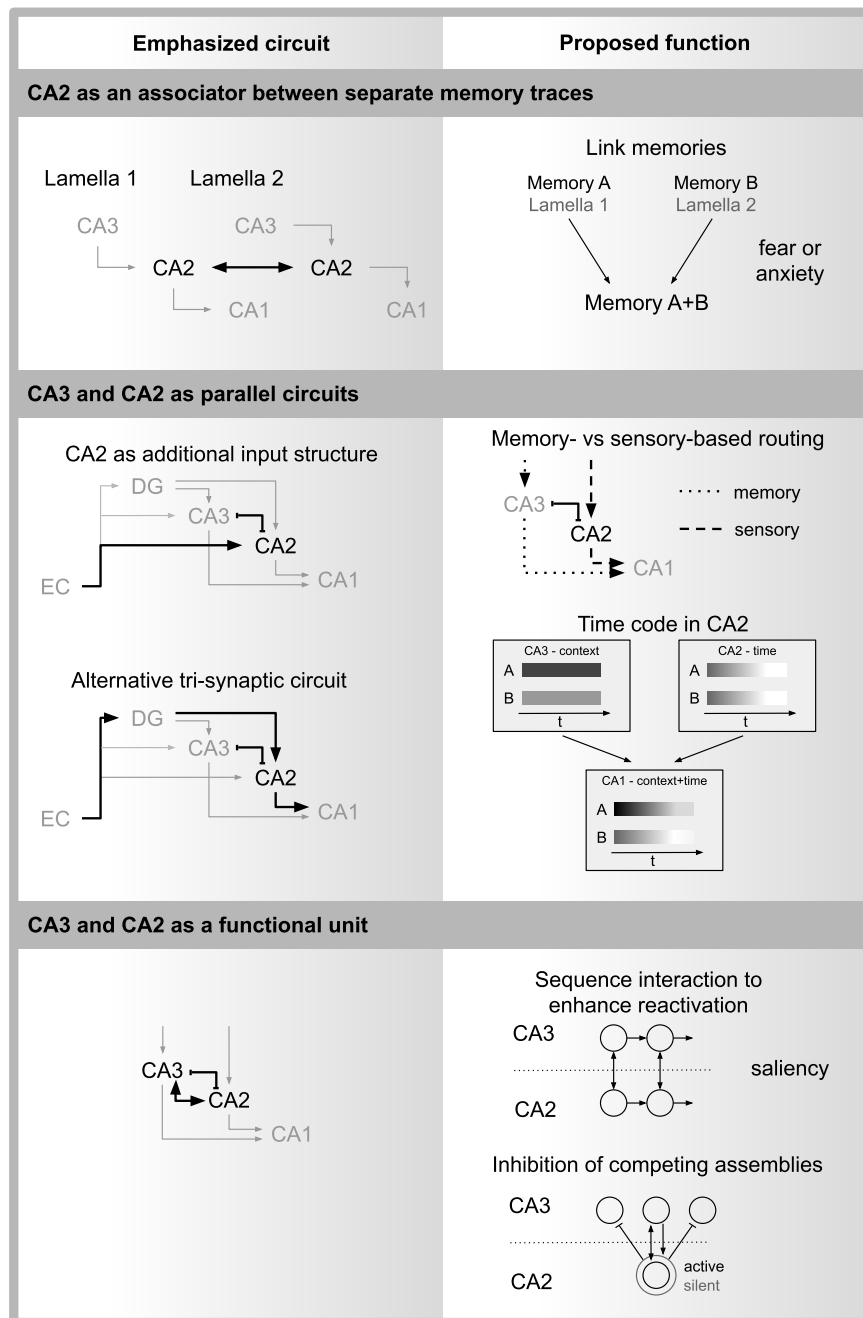 Emphasized circuit
Proposed function
CA2 as an associator between separate memory traces
Lamella 1
Lamella 2
CA3
CA3
CA2
CA2
CA1
CA1
Link memories
Memory A
Memory B
Lamella 1
Lamella 2
fear or
anxiety
Memory A+B
CA3 and CA2 as parallel circuits
CA2 as additional input structure
DG
CA3
CA2
EC
CA1
Memory- vs sensory-based routing
CA3
CA2
CA1
memory
sensory
Alternative tri-synaptic circuit
DG
CA3
CA2
EC
CA1
Time code in CA2
CA3 - context
A
B
t
CA2 - time
A
B
t
CA1 - context+time
A
B
t
CA3 and CA2 as a functional unit
CA3
CA2
CA1
Sequence interaction to
enhance reactivation
CA3
saliency
CA2
Inhibition of competing assemblies
CA3
CA2
active
silent